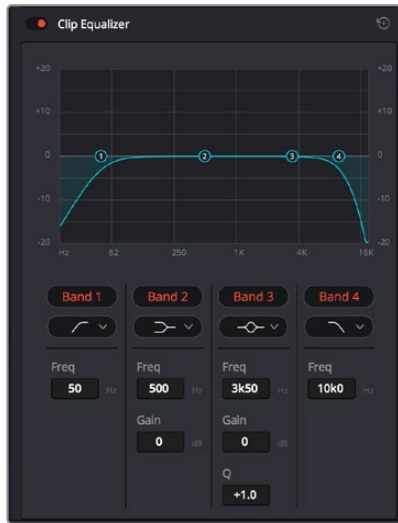 Clip Equalizer
+20 +20
+10 +10
0 1 2 3 4 0
-10 -10
-20 -20
Hz 62 250 1K 4K 16K
Band 1 Band 2 Band 3 Band 4
Freq Freq Freq Freq
50 Hz 500 Hz 3k50 Hz 10k0 Hz
Gain Gain
0 dB 0 dB
Q
+1.0